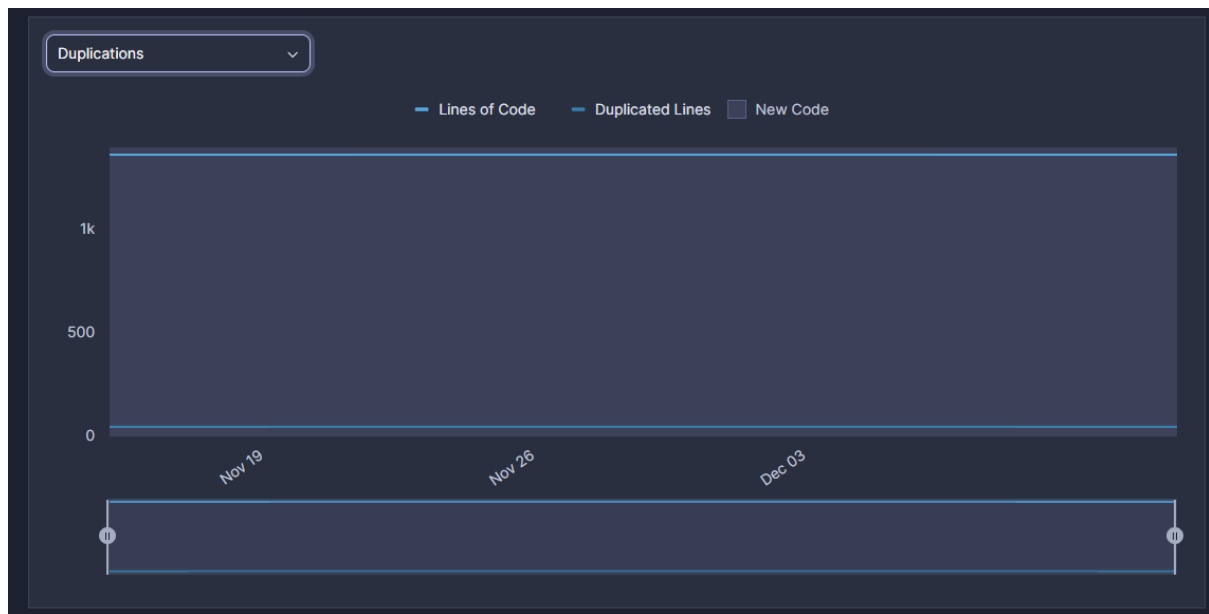 Duplications
Lines of Code Duplicated Lines New Code
1k
500
0
Nov 19 Nov 26 Dec 03